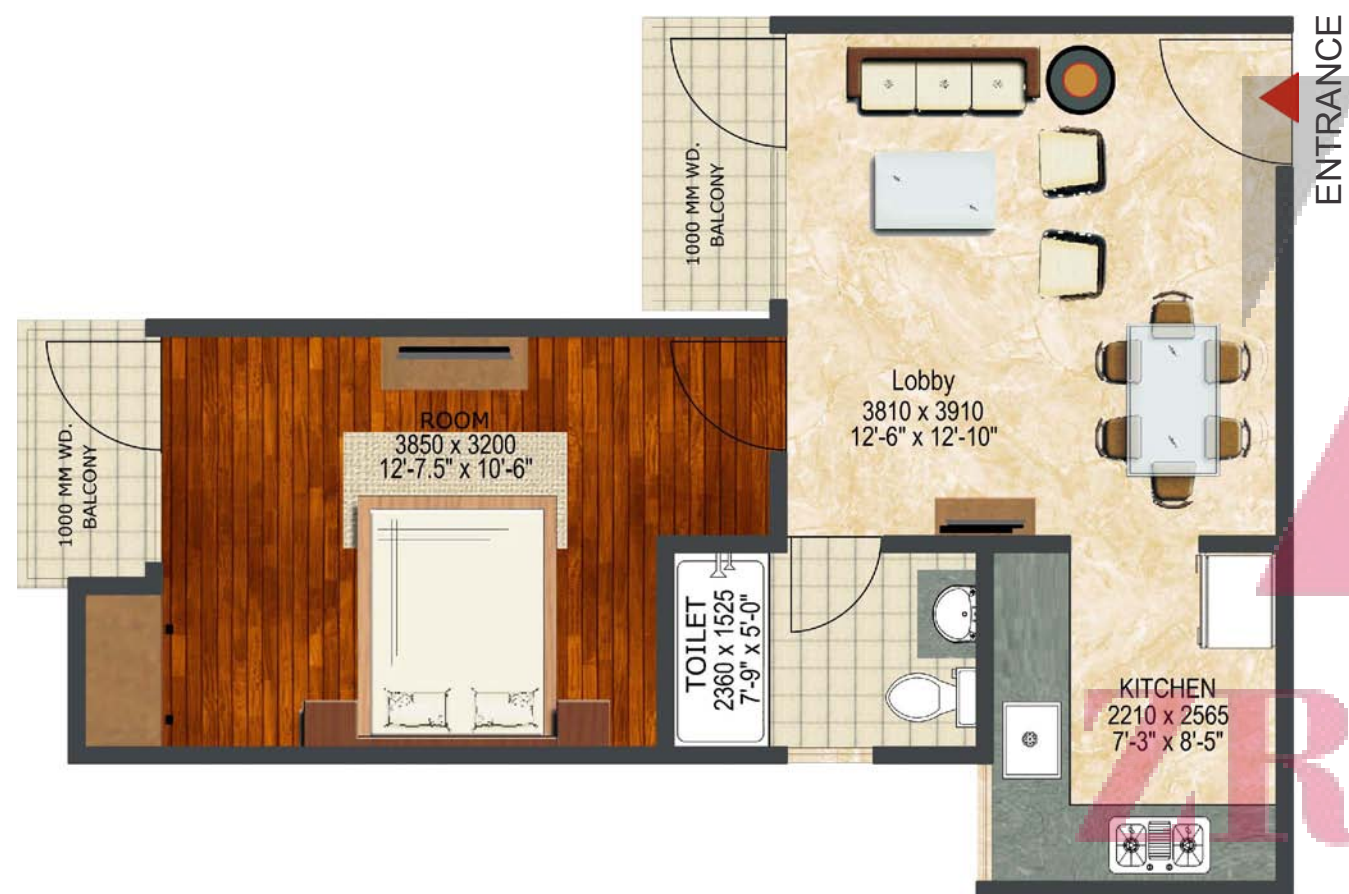 ENTRANCE
1000 MM WD.
BALCONY
Lobby
3810 x 3910
12'-6" x 12'-10"
ROOM
3850 x 3200
12'-7.5" x 10'-6"
1000 MM WD.
BALCONY
TOILET
2360 x 1525
7'-9" x 5'-0"
KITCHEN
2210 x 2565
7'-3" x 8'-5"
ZR